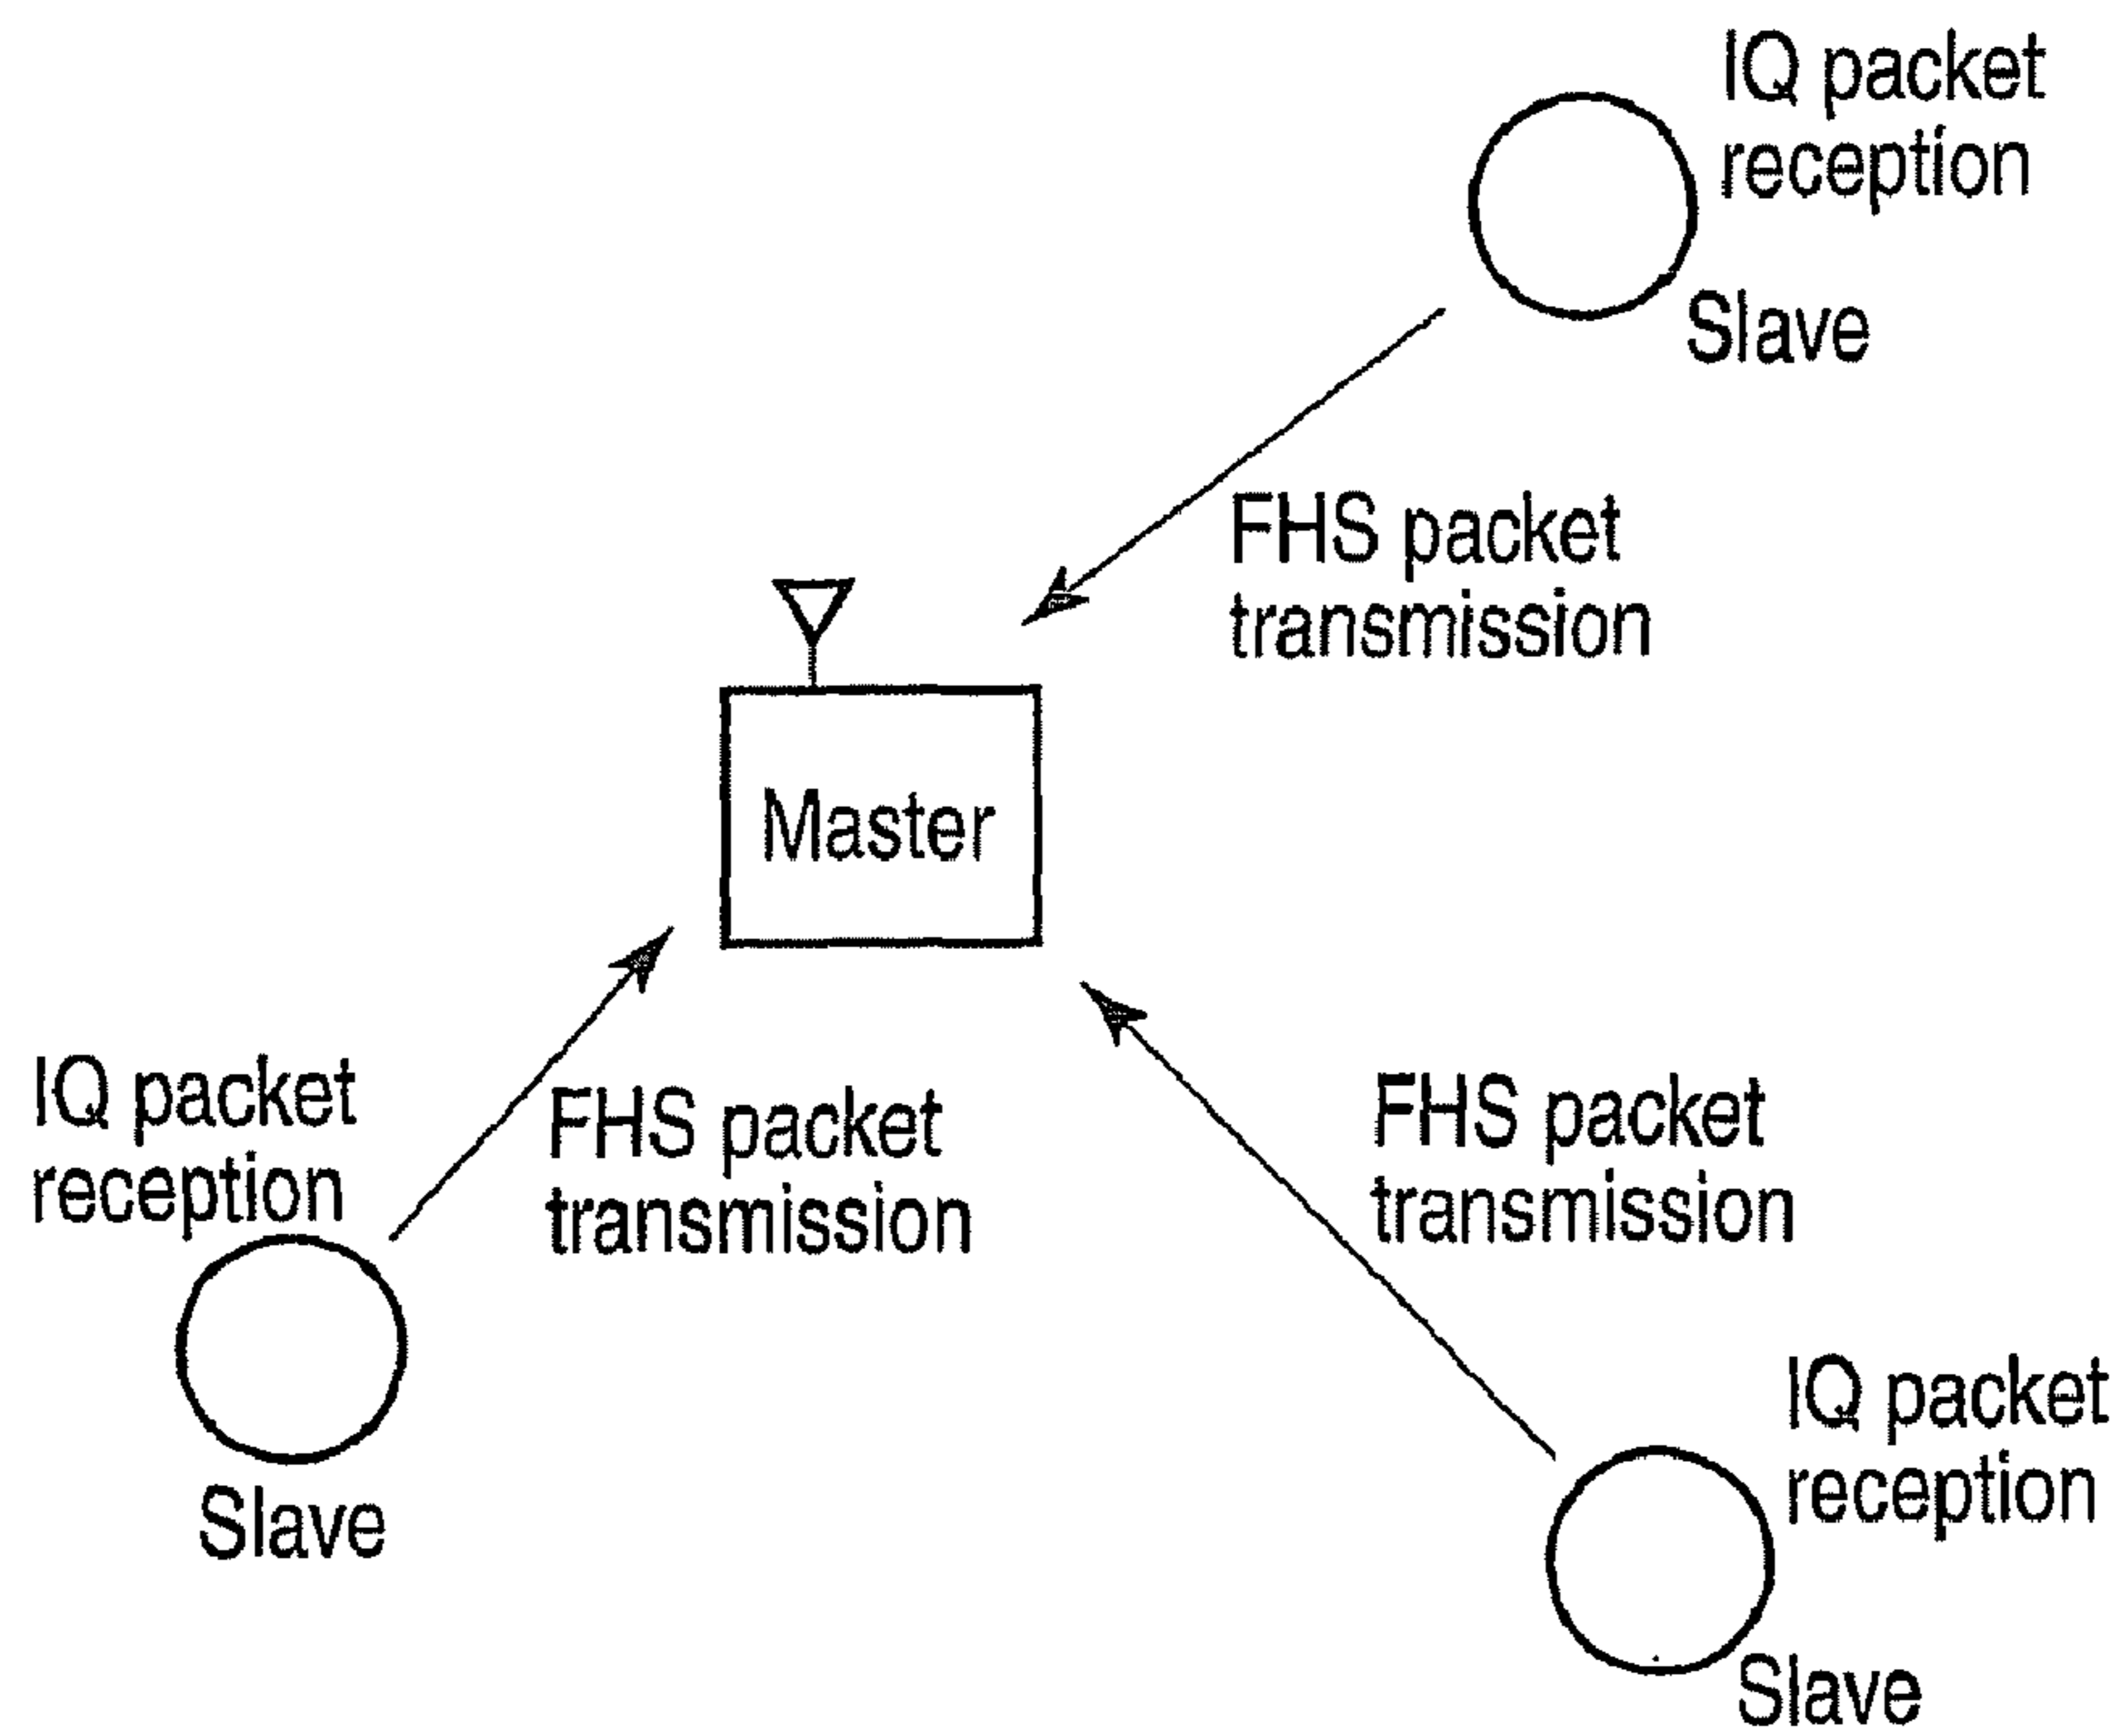 IQ packet
reception
Slave
FHS packet
transmission
Master
IQ packet
reception
FHS packet
transmission
Slave
FHS packet
transmission
IQ packet
reception
Slave